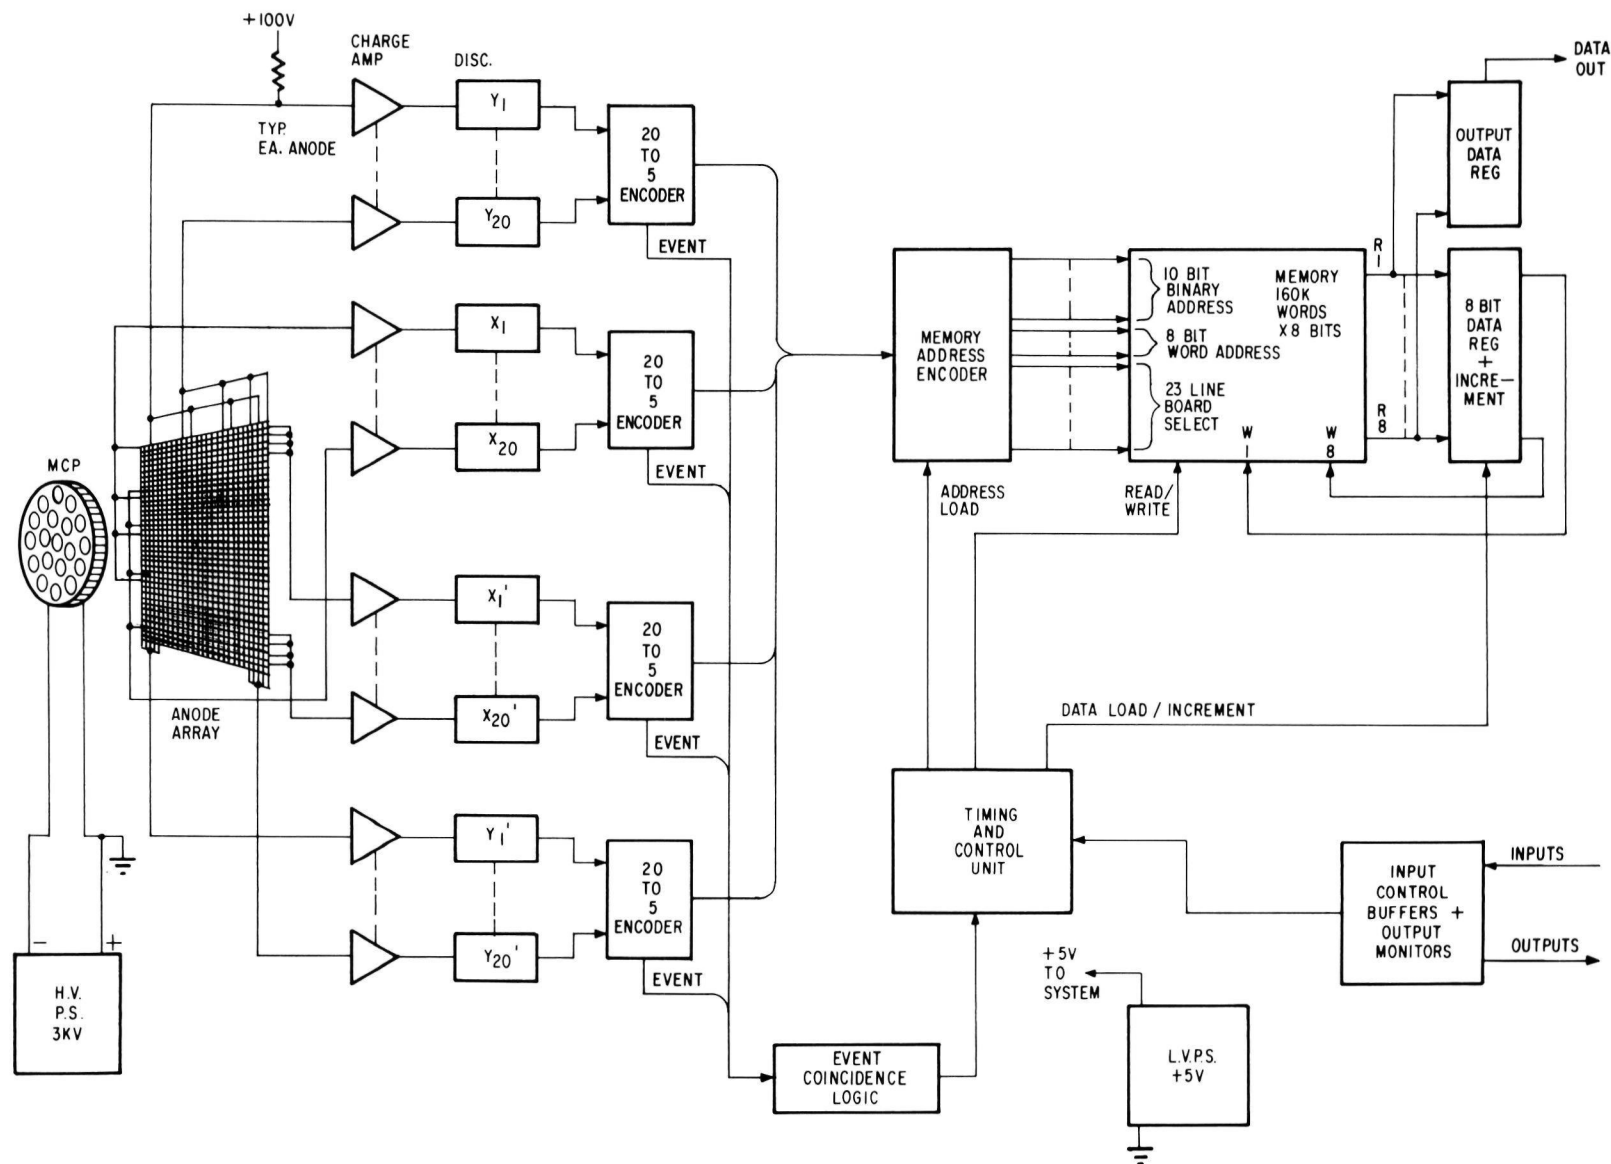 +100V
CHARGE
AMP
DISC.
TYP.
EA. ANODE
Y1
Y20
20
TO
5
ENCODER
EVENT
X1
X20
20
TO
5
ENCODER
EVENT
MCP
ANODE
ARRAY
X1'
X20'
20
TO
5
ENCODER
EVENT
Y1'
Y20'
20
TO
5
ENCODER
EVENT
− +
H.V.
P.S.
3KV
MEMORY
ADDRESS
ENCODER
10 BIT
BINARY
ADDRESS
8 BIT
WORD ADDRESS
23 LINE
BOARD
SELECT
MEMORY
160K
WORDS
X 8 BITS
W
1
W
8
R
1
R
8
DATA
OUT
OUTPUT
DATA
REG
8 BIT
DATA
REG
+
INCRE-
MENT
ADDRESS
LOAD
READ/
WRITE
DATA LOAD / INCREMENT
TIMING
AND
CONTROL
UNIT
INPUT
CONTROL
BUFFERS +
OUTPUT
MONITORS
INPUTS
OUTPUTS
+5V
TO
SYSTEM
L.V.P.S.
+5V
EVENT
COINCIDENCE
LOGIC